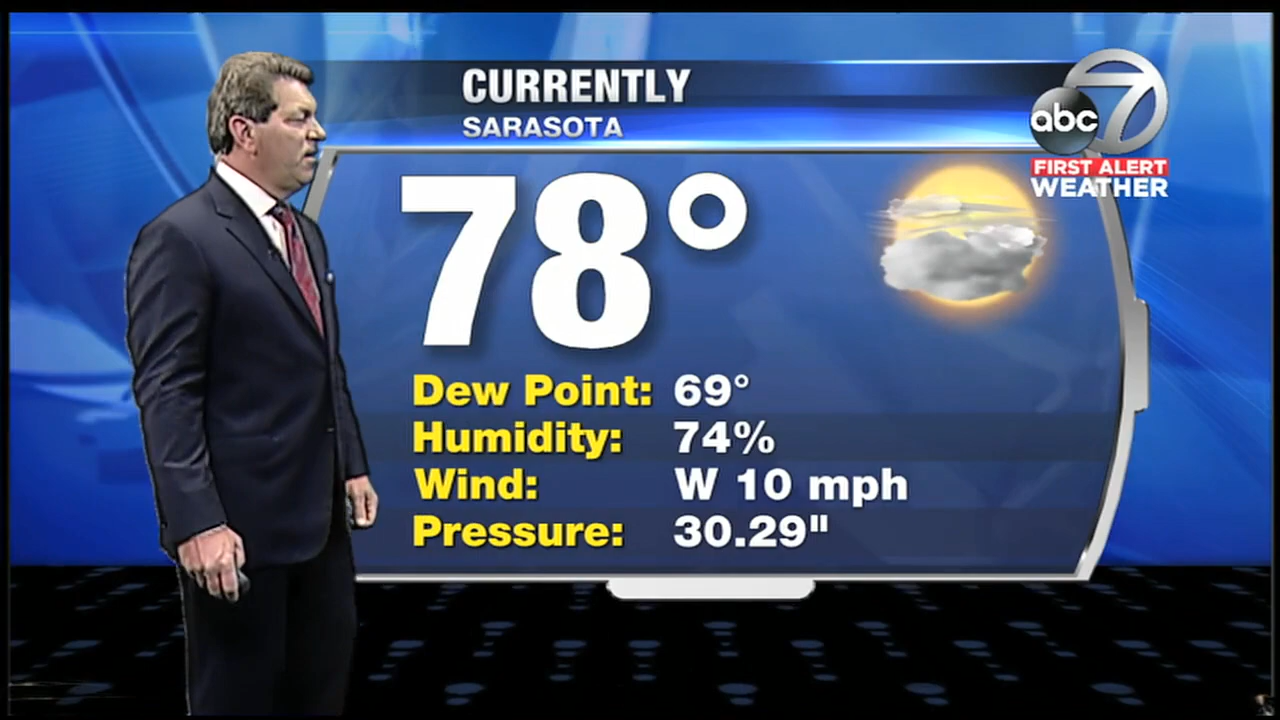 CURRENTLY
SARASOTA
abc 7
FIRST ALERT
WEATHER
78°
Dew Point: 69°
Humidity: 74%
Wind: W 10 mph
Pressure: 30.29"